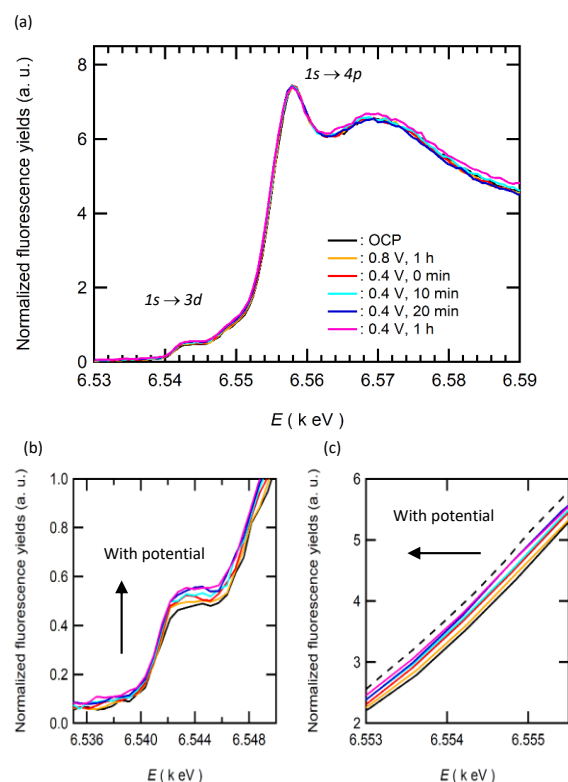 (a)
Normalized fluorescence yields (a. u.)
8
6
4
2
0
1s → 4p
1s → 3d
: OCP
: 0.8 V, 1 h
: 0.4 V, 0 min
: 0.4 V, 10 min
: 0.4 V, 20 min
: 0.4 V, 1 h
6.53 6.54 6.55 6.56 6.57 6.58 6.59
E ( k eV)
(b)
Normalized fluorescence yields (a. u.)
1.0
0.8
0.6
0.4
0.2
0.0
With potential
6.536 6.540 6.544 6.548
E ( k eV)
(c)
Normalized fluorescence yields (a. u.)
6
5
4
3
2
With potential
6.553 6.554 6.555
E ( k eV)